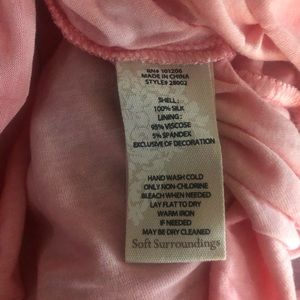 RN# 101206
MADE IN CHINA
STYLE# 28002
SHELL:
100% SILK
LINING:
95% VISCOSE
5% SPANDEX
EXCLUSIVE OF DECORATION
HAND WASH COLD
ONLY NON-CHLORINE
BLEACH WHEN NEEDED
LAY FLAT TO DRY
WARM IRON
IF NEEDED
MAY BE DRY CLEANED
Soft Surroundings